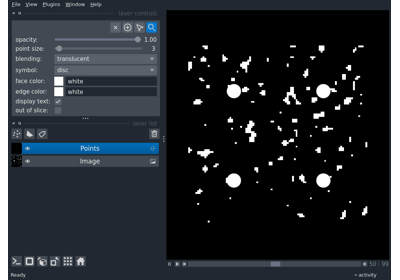 File View Plugins Window Help
layer controls
opacity: 1.00
point size: 3
blending: translucent
symbol: disc
face color: white
edge color: white
display text:
out of slice:
layer list
Points
Image
Ready
50 99
activity